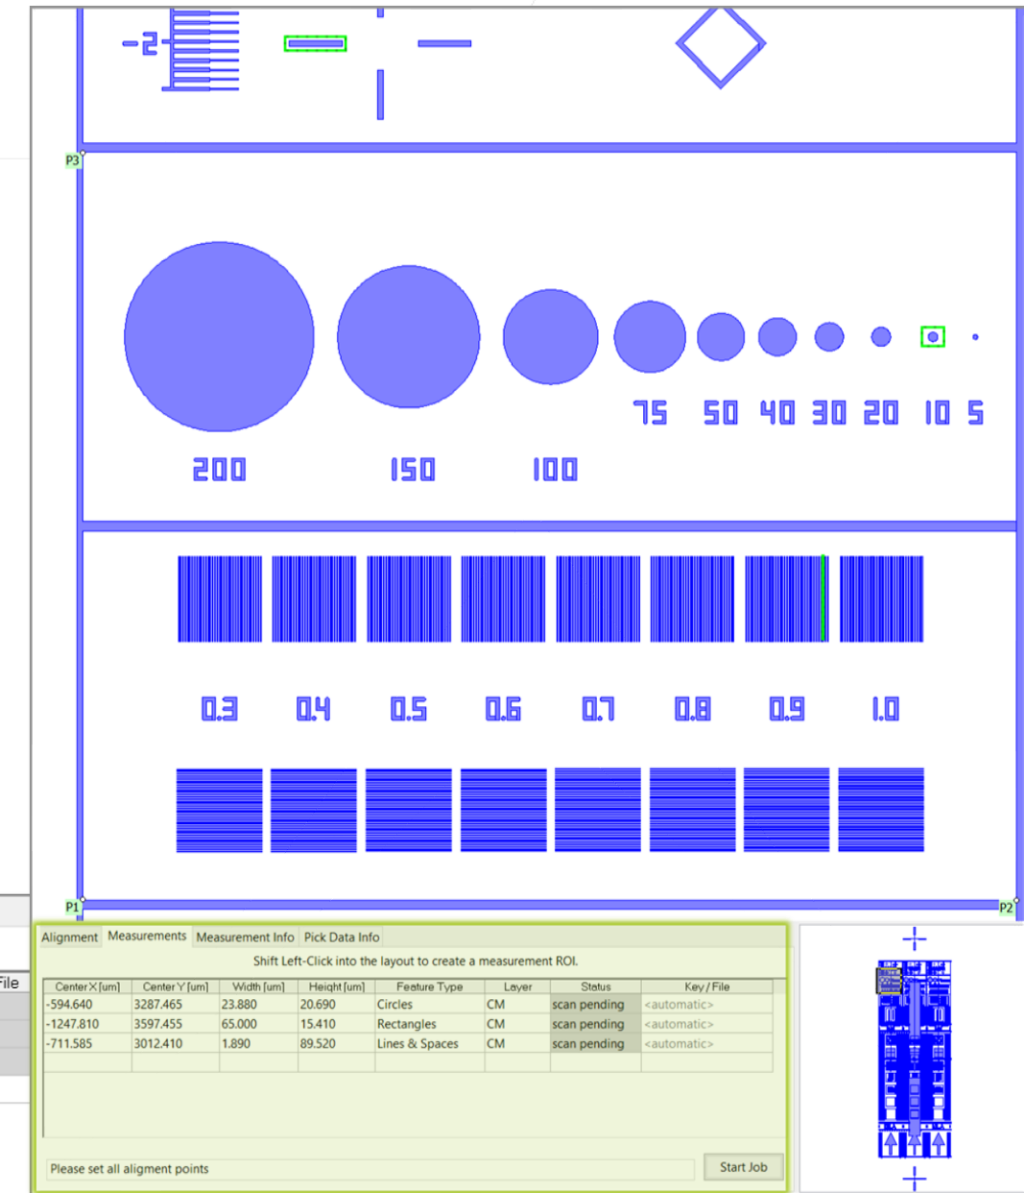 -2
P3
75 50 40 30 20 10 5
200 150 100
0.3 0.4 0.5 0.6 0.7 0.8 0.9 1.0
P1 P2
Alignment Measurements Measurement Info Pick Data Info
Shift Left-Click into the layout to create a measurement ROI.
File
Center X [um] Center Y [um] Width [um] Height [um] Feature Type Layer Status Key / File
-594.640 3287.465 23.880 20.690 Circles CM scan pending <automatic>
-1247.810 3597.455 65.000 15.410 Rectangles CM scan pending <automatic>
-711.585 3012.410 1.890 89.520 Lines & Spaces CM scan pending <automatic>
Please set all aligment points Start Job